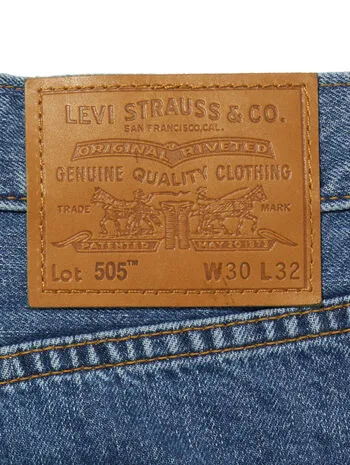 LEVI STRAUSS & CO.
SAN FRANCISCO, CAL.
ORIGINAL RIVETED
GENUINE QUALITY CLOTHING
TRADE MARK
PATENTED MAY 20 1873
Lot 505™ W30 L32